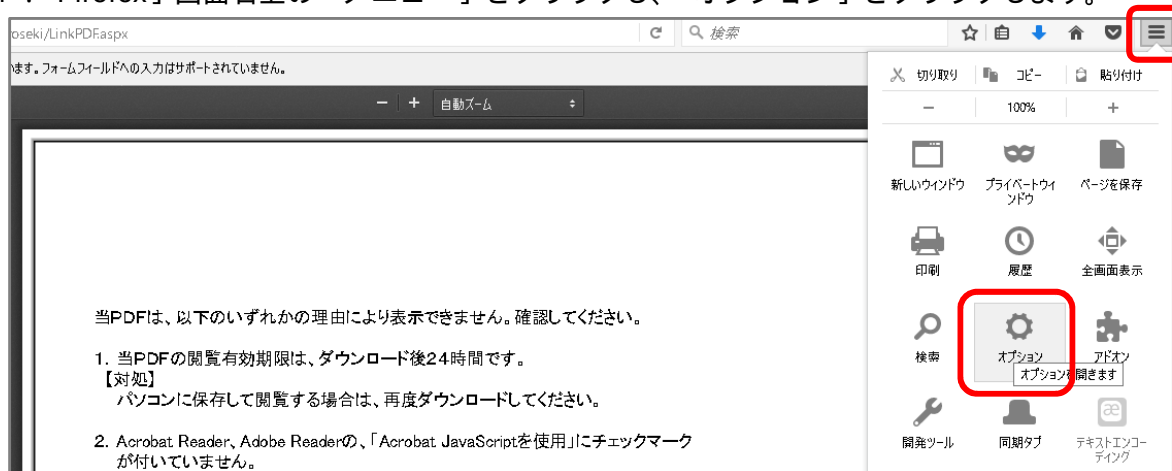 oseki/LinkPDF.aspx
検索
ます。フォームフィールドへの入力はサポートされていません。
自動ズーム
切り取り
コピー
貼り付け
100%
新しいウィンドウ
プライベートウィ
ンドウ
ページを保存
印刷
履歴
全画面表示
検索
オプション
アドオン
オプションを開きます
開発ツール
同期タブ
テキストエンコー
ディング
当PDFは、以下のいずれかの理由により表示できません。確認してください。
1. 当PDFの閲覧有効期限は、ダウンロード後24時間です。
【対処】
パソコンに保存して閲覧する場合は、再度ダウンロードしてください。
2. Acrobat Reader、Adobe Readerの、「Acrobat JavaScriptを使用」にチェックマーク
が付いていません。